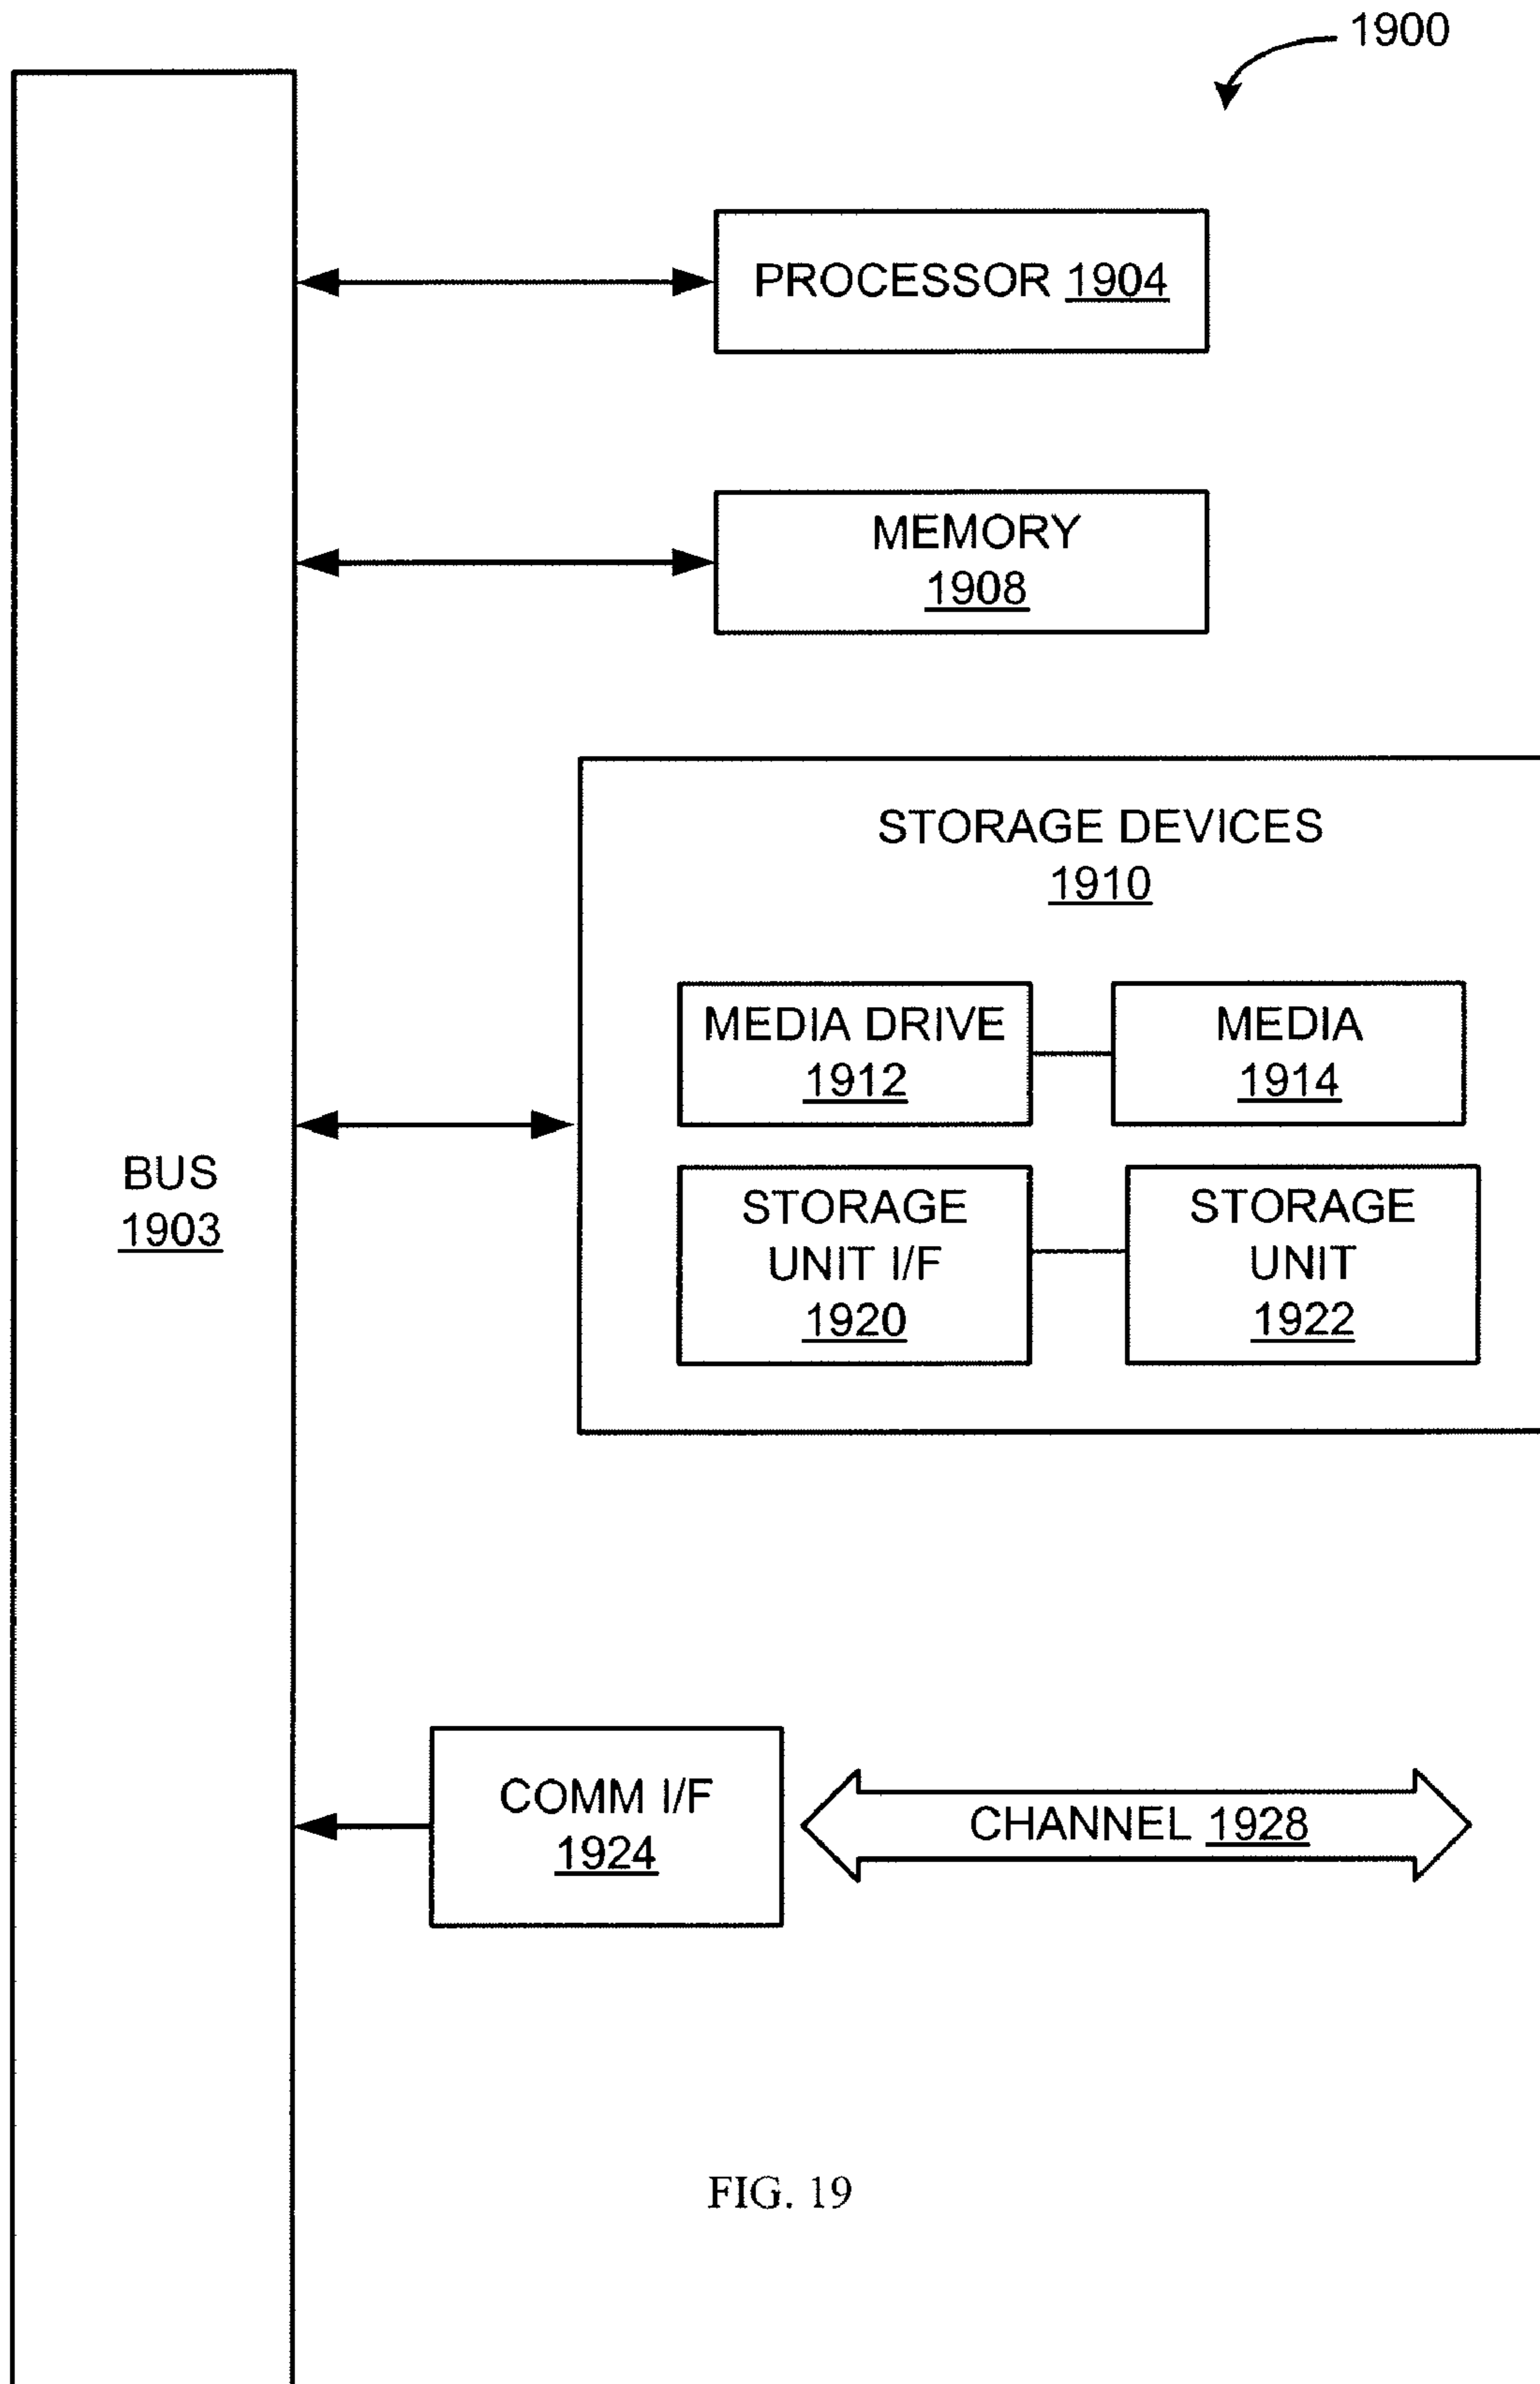 1900
PROCESSOR 1904
MEMORY
1908
STORAGE DEVICES
1910
MEDIA DRIVE
1912
MEDIA
1914
BUS
1903
STORAGE
UNIT I/F
1920
STORAGE
UNIT
1922
COMM I/F
1924
CHANNEL 1928
FIG. 19